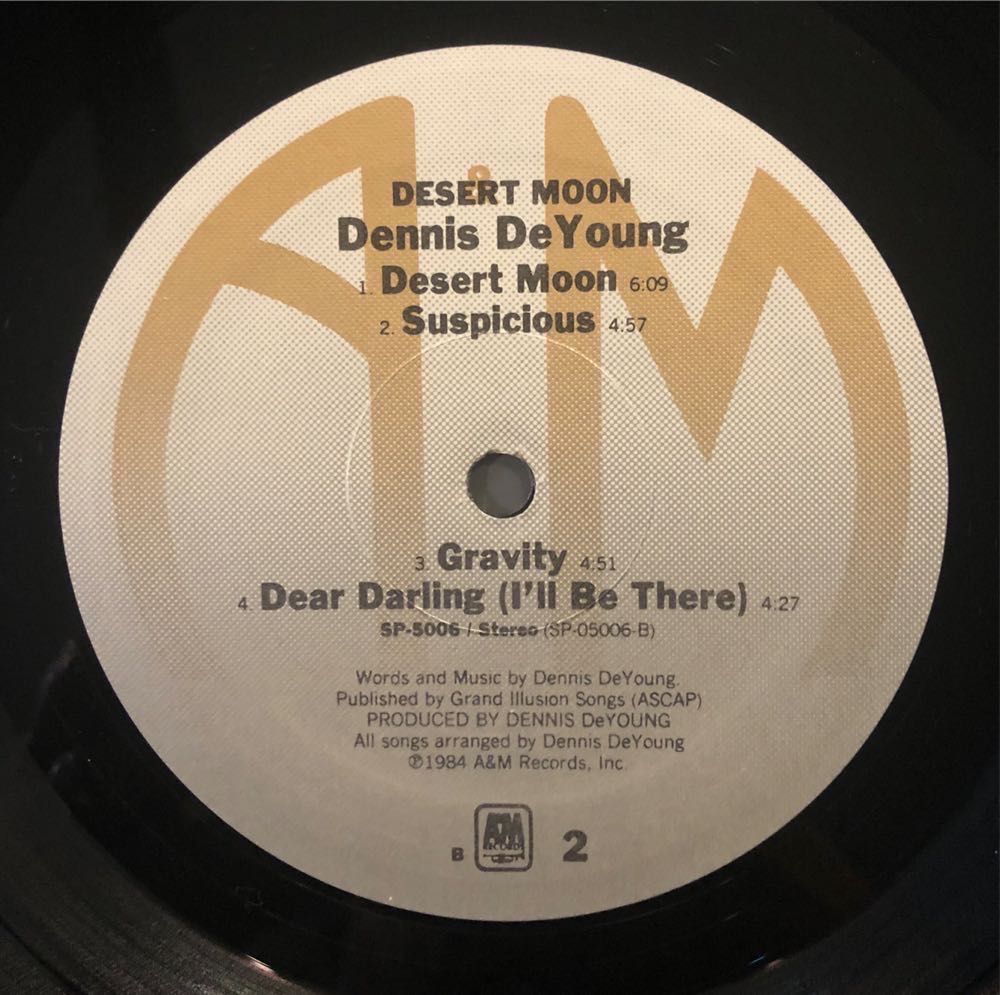 A&M
DESERT MOON
Dennis DeYoung
1. Desert Moon 6:09
2. Suspicious 4:57
3. Gravity 4:51
4. Dear Darling (I'll Be There) 4:27
SP-5006 / Stereo (SP-05006-B)
Words and Music by Dennis DeYoung.
Published by Grand Illusion Songs (ASCAP)
PRODUCED BY DENNIS DeYOUNG
All songs arranged by Dennis DeYoung
℗1984 A&M Records, Inc.
A&M
RECORDS
B 2